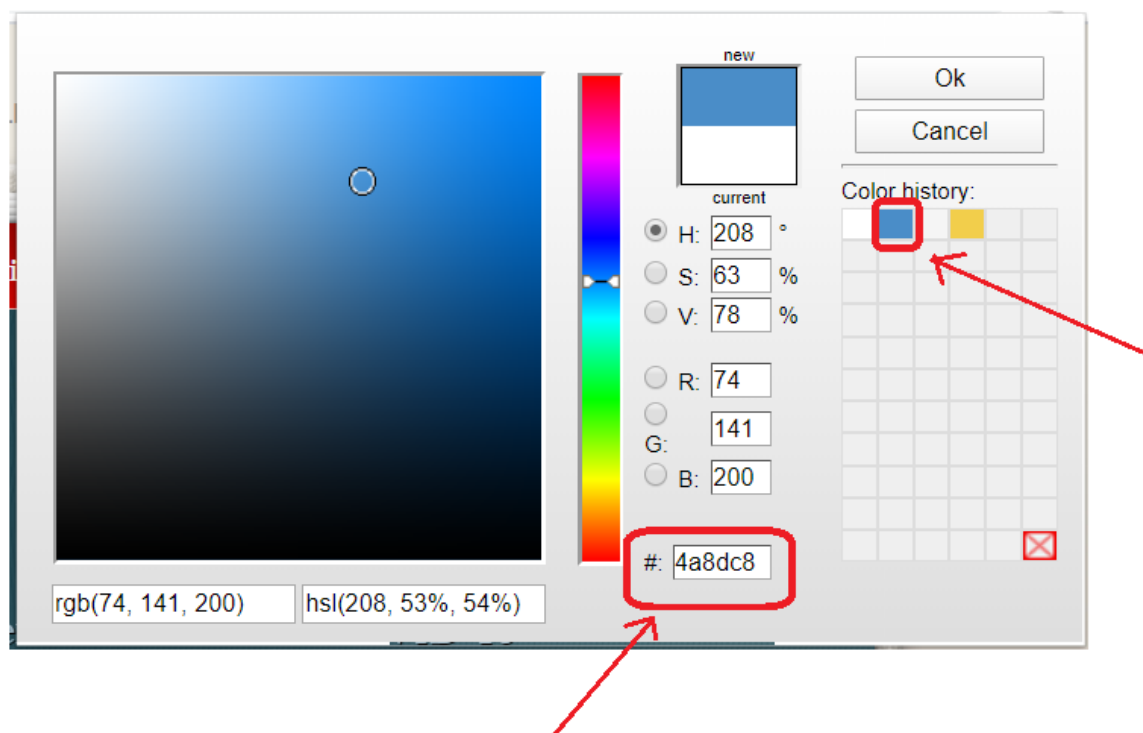 new
current
Ok
Cancel
Color history:
H: 208 °
S: 63 %
V: 78 %
R: 74
G: 141
B: 200
#: 4a8dc8
rgb(74, 141, 200)
hsl(208, 53%, 54%)